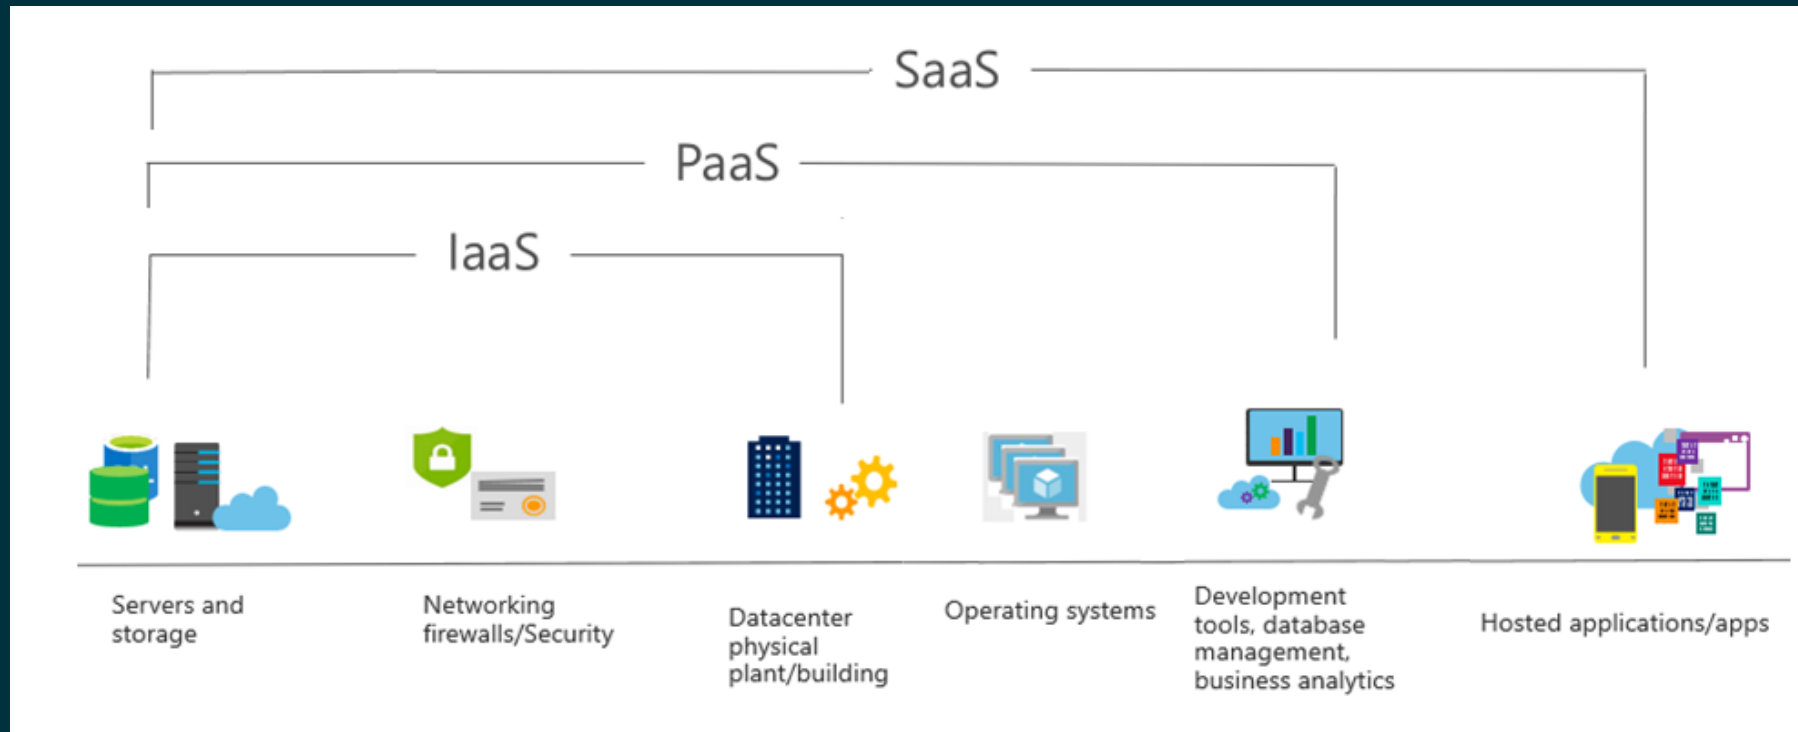 SaaS
PaaS
IaaS
Servers and
storage
Networking
firewalls/Security
Datacenter
physical
plant/building
Operating systems
Development
tools, database
management,
business analytics
Hosted applications/apps